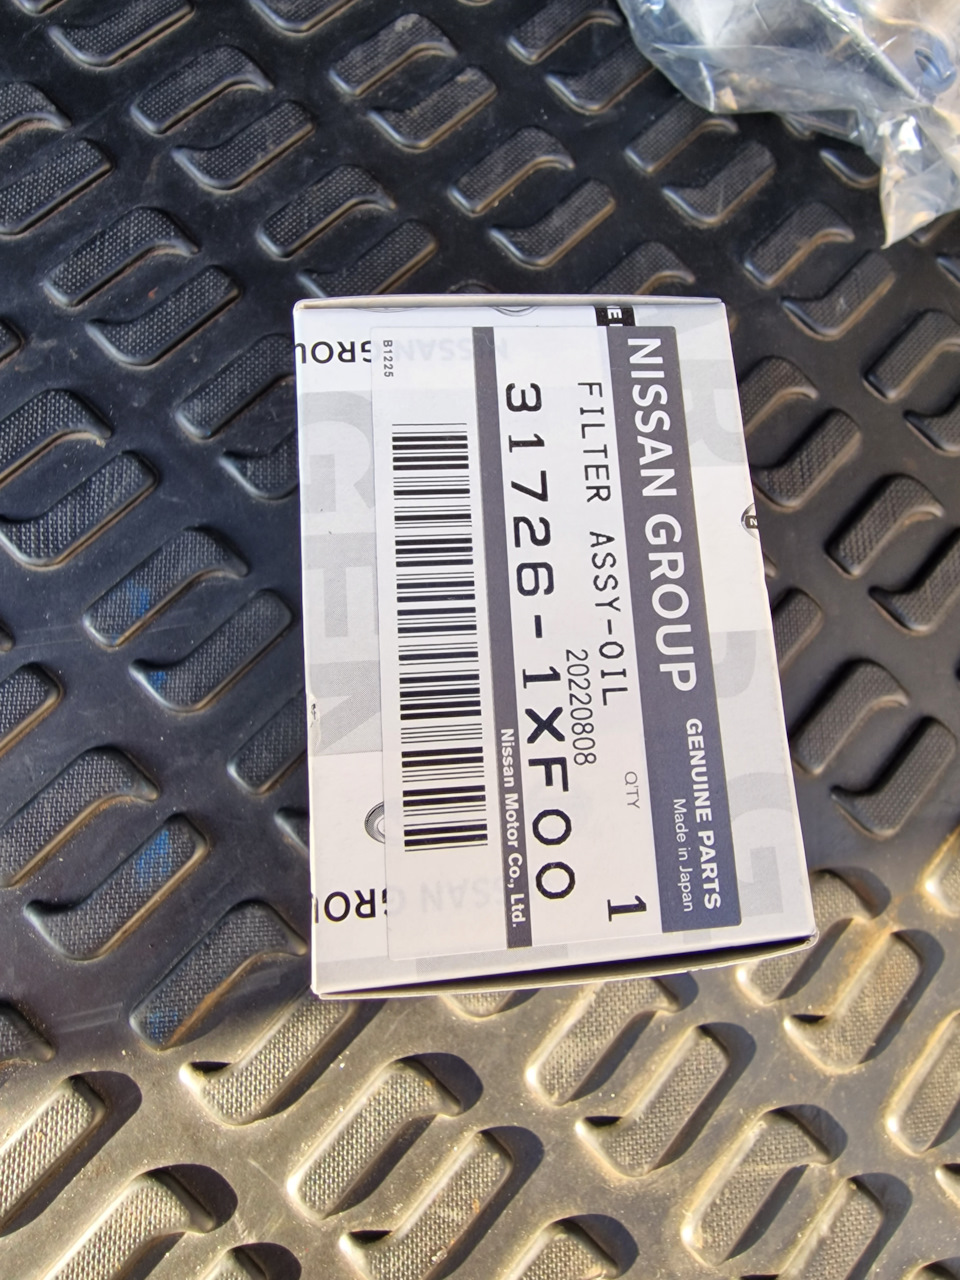 NISSAN GROUP GENUINE PARTS
Made in Japan
FILTER ASSY-OIL
Q'TY
1
20220808
31726-1XF00
Nissan Motor Co., Ltd.
B1225